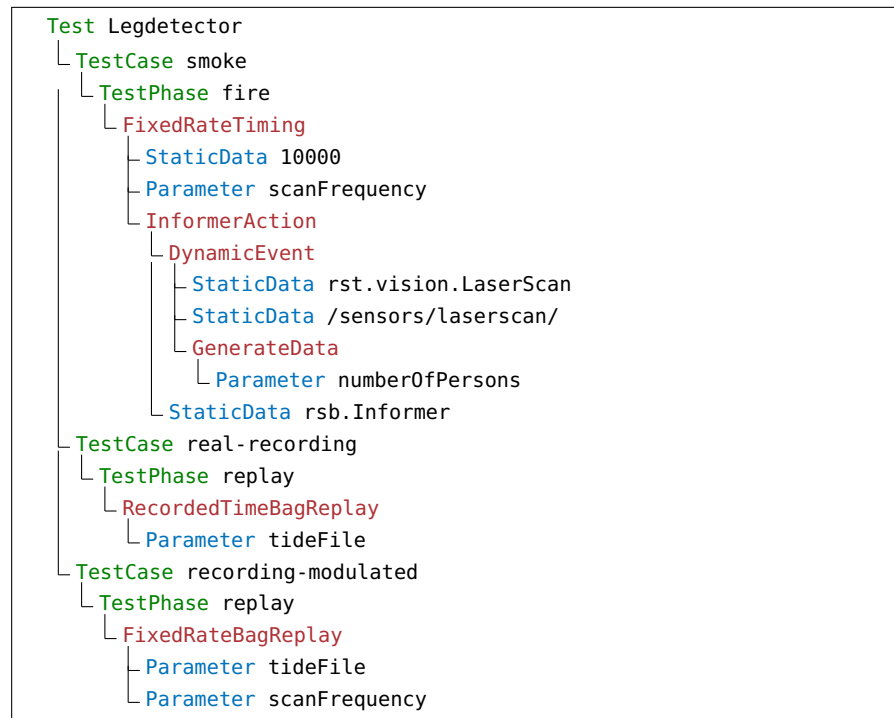 Test Legdetector
TestCase smoke
TestPhase fire
FixedRateTiming
StaticData 10000
Parameter scanFrequency
InformerAction
DynamicEvent
StaticData rst.vision.LaserScan
StaticData /sensors/laserscan/
GenerateData
Parameter numberOfPersons
StaticData rsb.Informer
TestCase real-recording
TestPhase replay
RecordedTimeBagReplay
Parameter tideFile
TestCase recording-modulated
TestPhase replay
FixedRateBagReplay
Parameter tideFile
Parameter scanFrequency